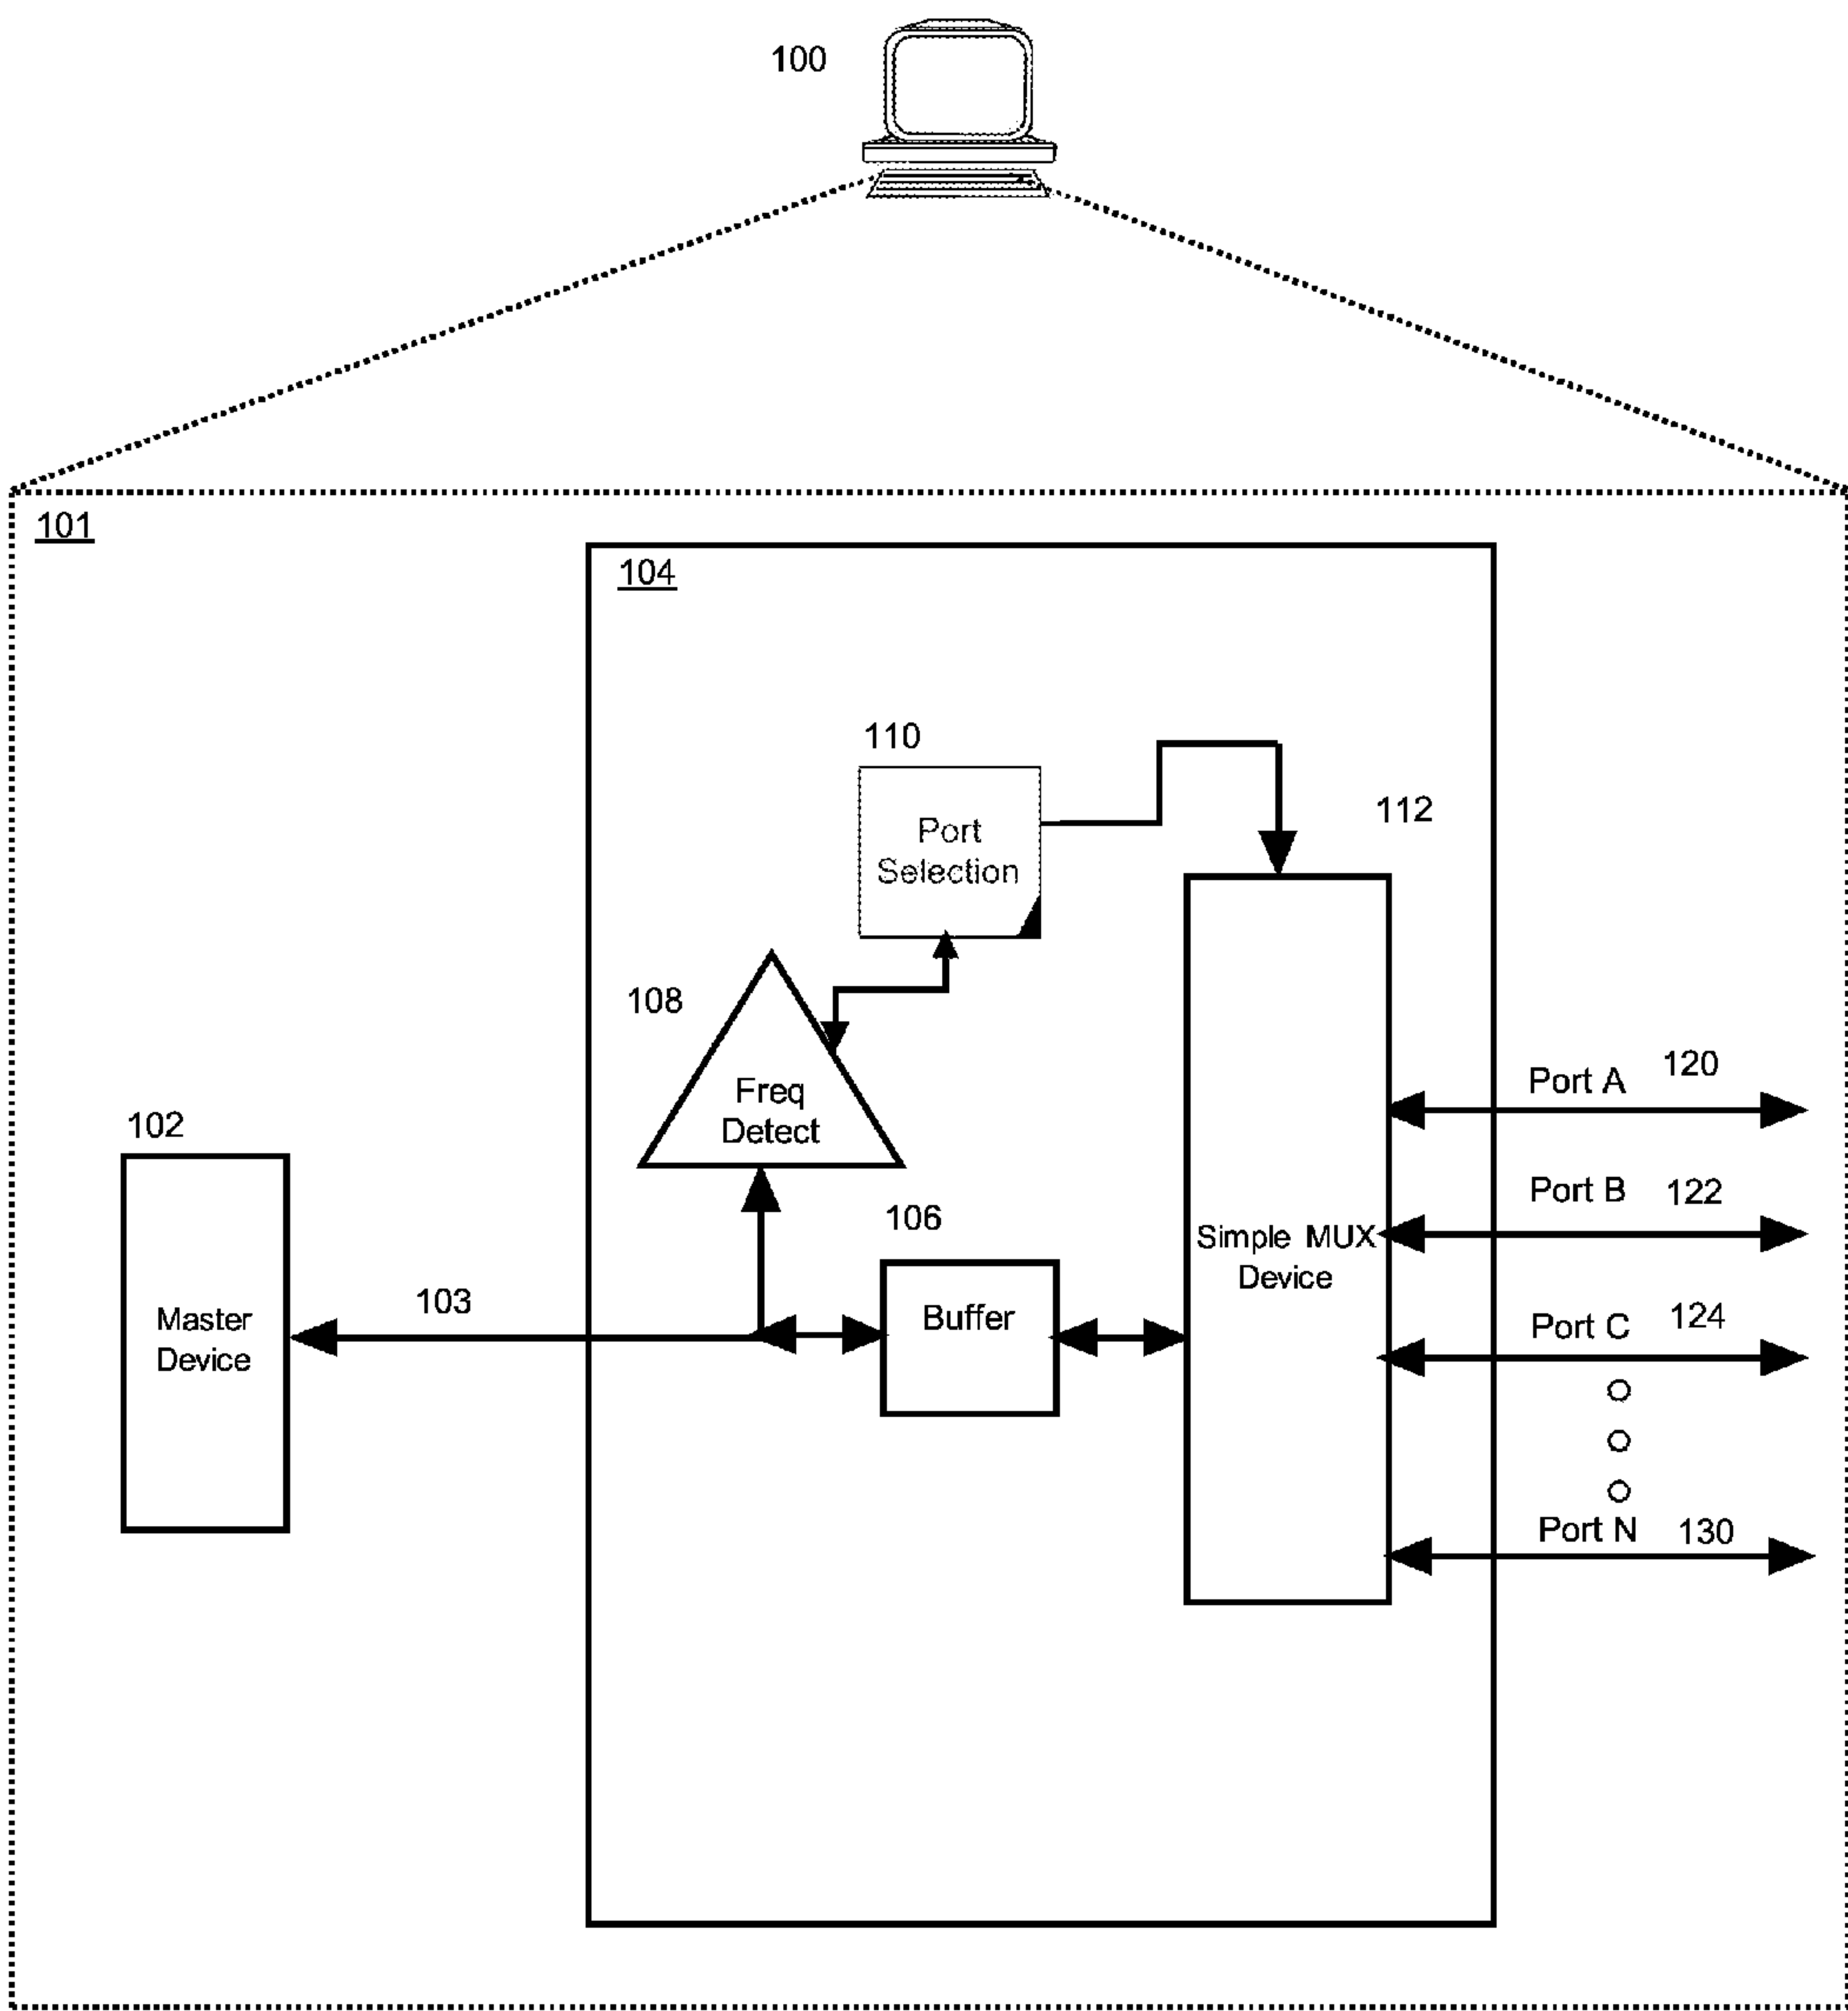 100
101
104
110
Port
Selection
112
108
Freq
Detect
Port A 120
102
106
Port B 122
Simple MUX
Device
103
Buffer
Master
Device
Port C 124
Port N 130